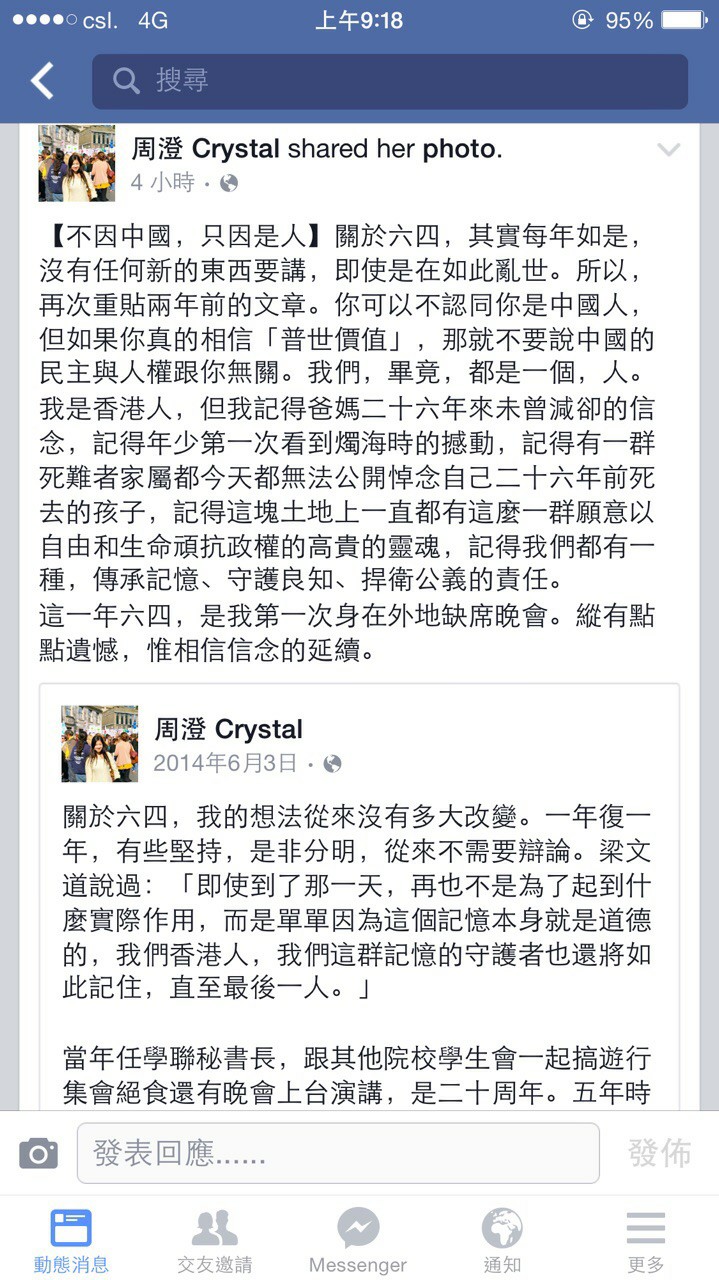 csl. 4G 上午9:18 95%
搜尋
周澄 Crystal shared her photo.
4 小時 ·
【不因中國，只因是人】關於六四，其實每年如是，
沒有任何新的東西要講，即使是在如此亂世。所以，
再次重貼兩年前的文章。你可以不認同你是中國人，
但如果你真的相信「普世價值」，那就不要說中國的
民主與人權跟你無關。我們，畢竟，都是一個，人。
我是香港人，但我記得爸媽二十六年來未曾減卻的信
念，記得年少第一次看到燭海時的撼動，記得有一群
死難者家屬都今天都無法公開悼念自己二十六年前死
去的孩子，記得這塊土地上一直都有這麼一群願意以
自由和生命頑抗政權的高貴的靈魂，記得我們都有一
種，傳承記憶、守護良知、捍衛公義的責任。
這一年六四，是我第一次身在外地缺席晚會。縱有點
點遺憾，惟相信信念的延續。
周澄 Crystal
2014年6月3日 ·
關於六四，我的想法從來沒有多大改變。一年復一
年，有些堅持，是非分明，從來不需要辯論。梁文
道說過：「即使到了那一天，再也不是為了起到什
麼實際作用，而是單單因為這個記憶本身就是道德
的，我們香港人，我們這群記憶的守護者也還將如
此記住，直至最後一人。」
當年任學聯秘書長，跟其他院校學生會一起搞遊行
集會絕食還有晚會上台演講，是二十周年。五年時
發表回應......
發佈
動態消息 交友邀請 Messenger 通知 更多